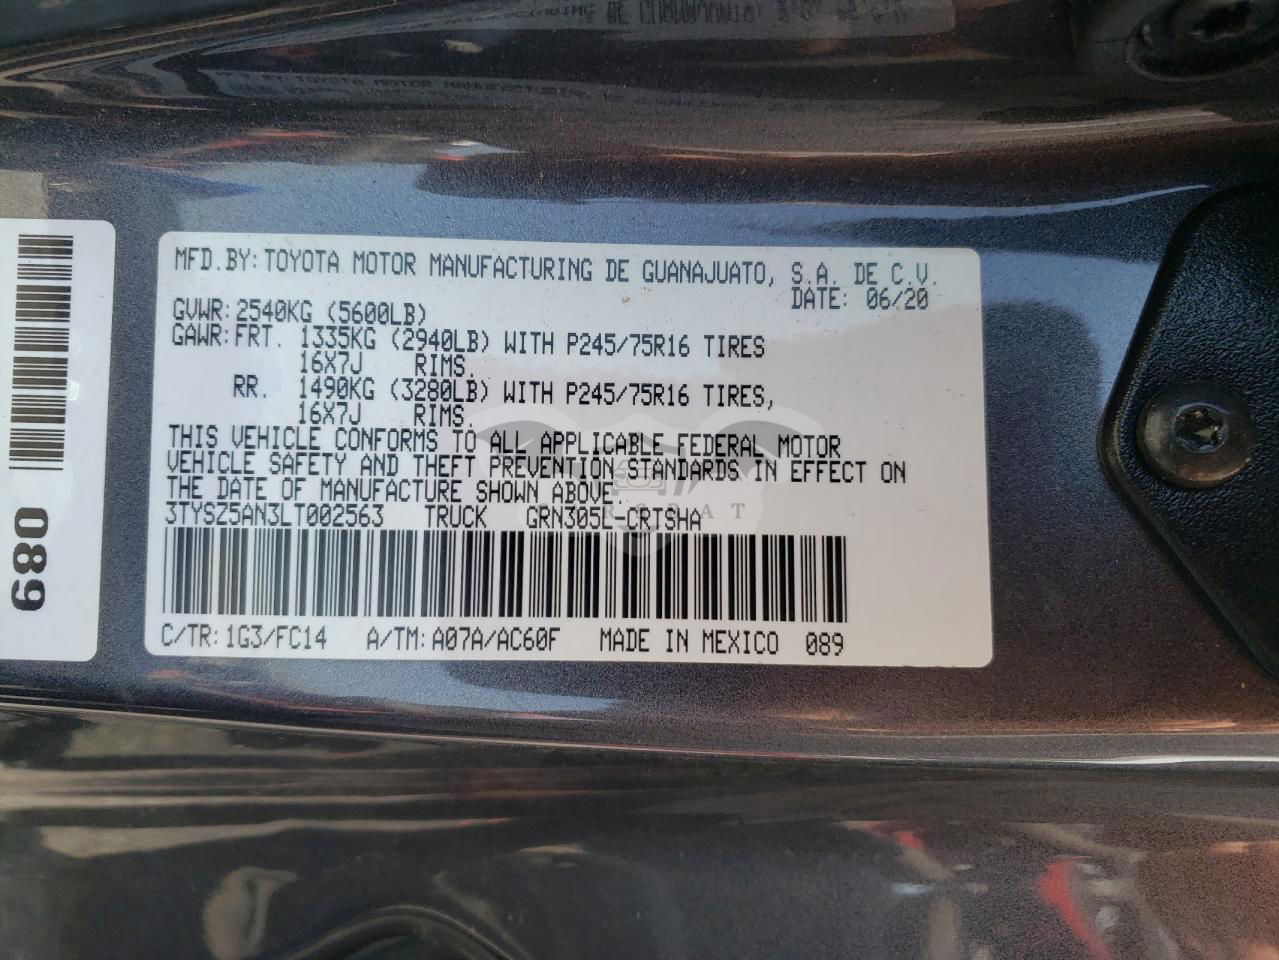 MFD.BY: TOYOTA MOTOR MANUFACTURING DE GUANAJUATO, S.A. DE C.V.
DATE: 06/20
GVWR: 2540KG (5600LB)
GAWR: FRT. 1335KG (2940LB) WITH P245/75R16 TIRES
16X7J RIMS.
RR. 1490KG (3280LB) WITH P245/75R16 TIRES,
16X7J RIMS.
THIS VEHICLE CONFORMS TO ALL APPLICABLE FEDERAL MOTOR
VEHICLE SAFETY AND THEFT PREVENTION STANDARDS IN EFFECT ON
THE DATE OF MANUFACTURE SHOWN ABOVE.
3TYSZ5AN3LT002563 TRUCK GRN305L-CRTSHA
C/TR: 1G3/FC14 A/TM: A07A/AC60F MADE IN MEXICO 089
089